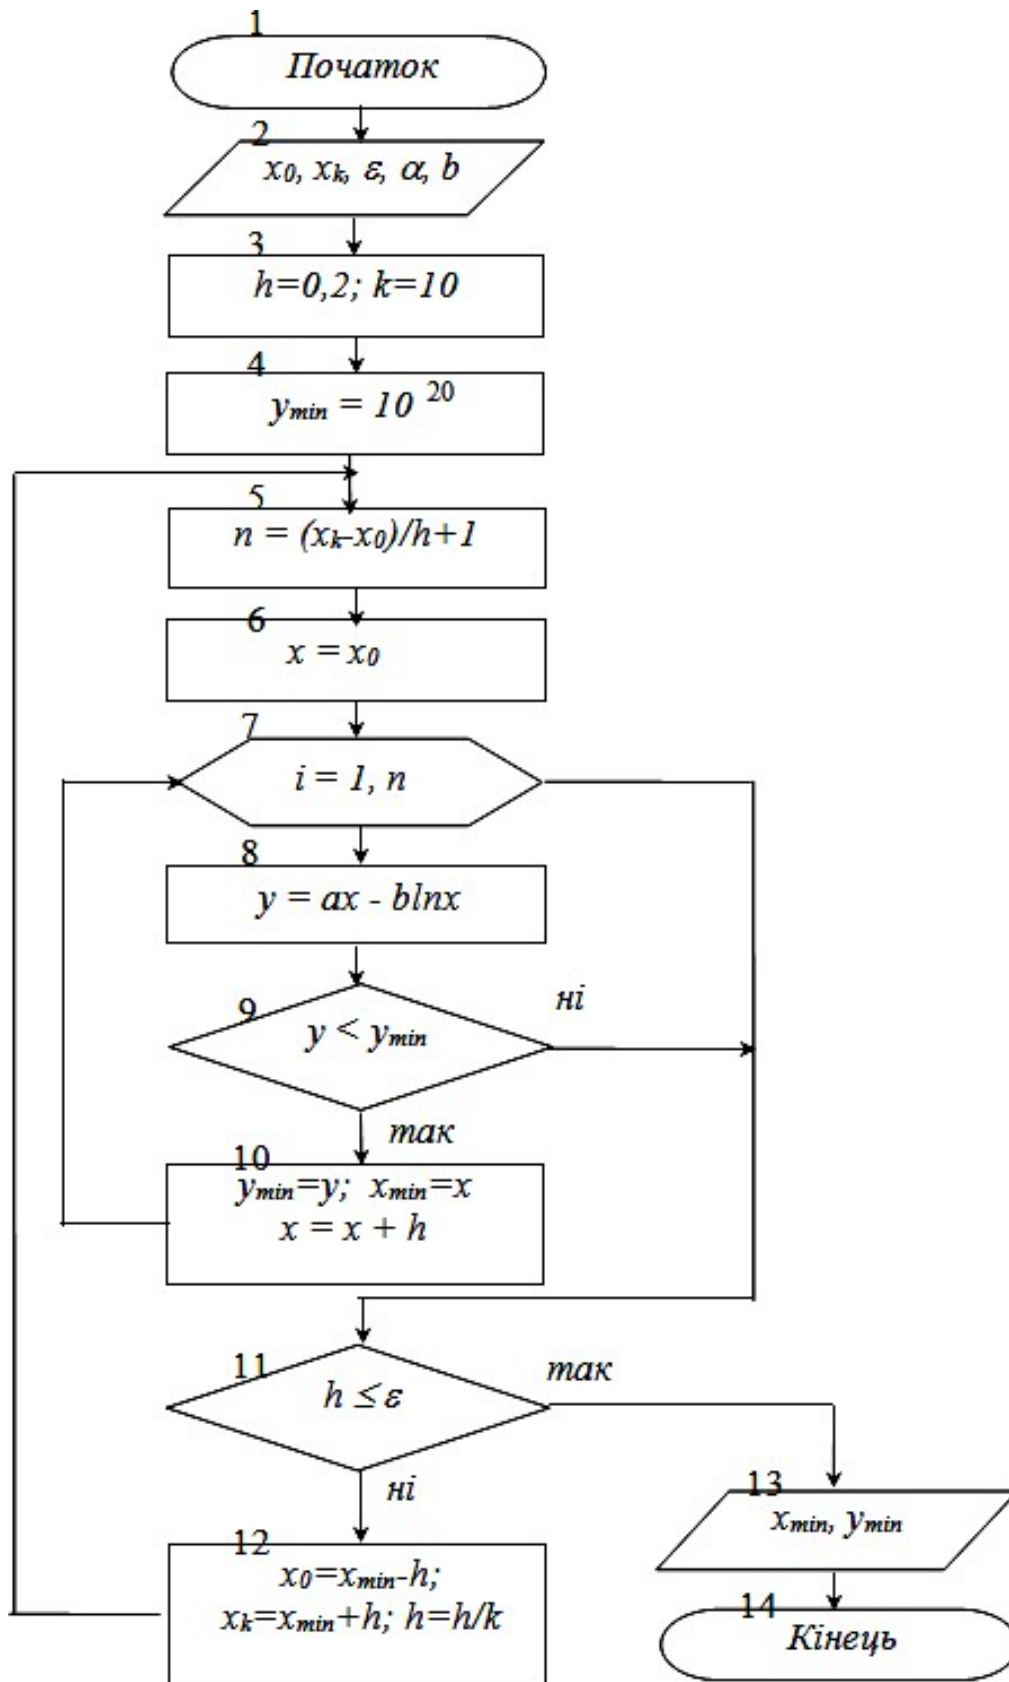 1
Початок
2
x₀, xₖ, ε, α, b
3
h=0,2; k=10
4
yₘᵢₙ = 10 ²⁰
5
n = (xₖ-x₀)/h+1
6
x = x₀
7
i = 1, n
8
y = ax - blnx
9
y < yₘᵢₙ
ні
так
10
yₘᵢₙ=y; xₘᵢₙ=x
x = x + h
11
h ≤ ε
так
ні
12
x₀=xₘᵢₙ-h;
xₖ=xₘᵢₙ+h; h=h/k
13
xₘᵢₙ, yₘᵢₙ
14
Кінець